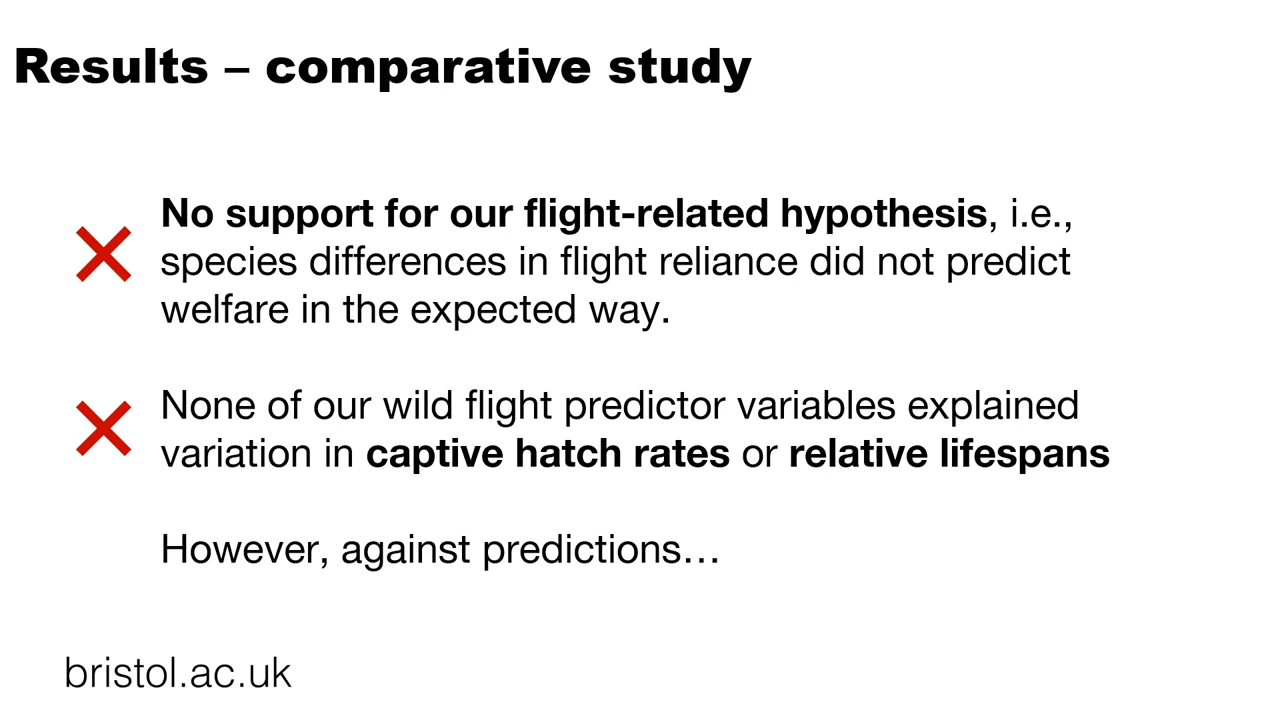 Results – comparative study
No support for our flight-related hypothesis, i.e.,
species differences in flight reliance did not predict
welfare in the expected way.
None of our wild flight predictor variables explained
variation in captive hatch rates or relative lifespans
However, against predictions…
bristol.ac.uk